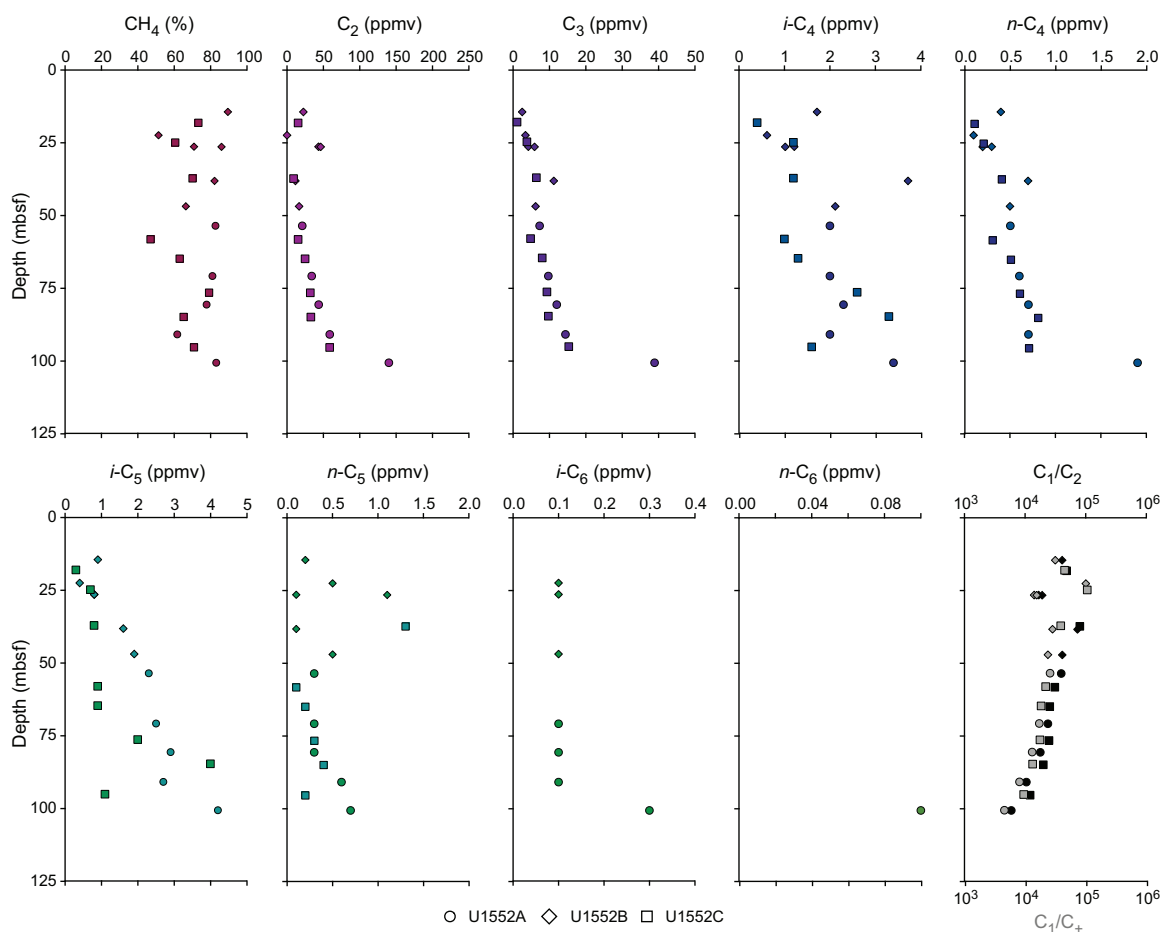 CH4 (%)
C2 (ppmv)
C3 (ppmv)
i-C4 (ppmv)
n-C4 (ppmv)
0 20 40 60 80 100
0 50 100 150 200 250
0 10 20 30 40 50
0 1 2 3 4
0.0 0.5 1.0 1.5 2.0
0
25
50
75
100
125
Depth (mbsf)
i-C5 (ppmv)
n-C5 (ppmv)
i-C6 (ppmv)
n-C6 (ppmv)
C1/C2
0 1 2 3 4 5
0.0 0.5 1.0 1.5 2.0
0.0 0.1 0.2 0.3 0.4
0.00 0.04 0.08
10³ 10⁴ 10⁵ 10⁶
0
25
50
75
100
125
Depth (mbsf)
10³ 10⁴ 10⁵ 10⁶
C1/C+
U1552A U1552B U1552C